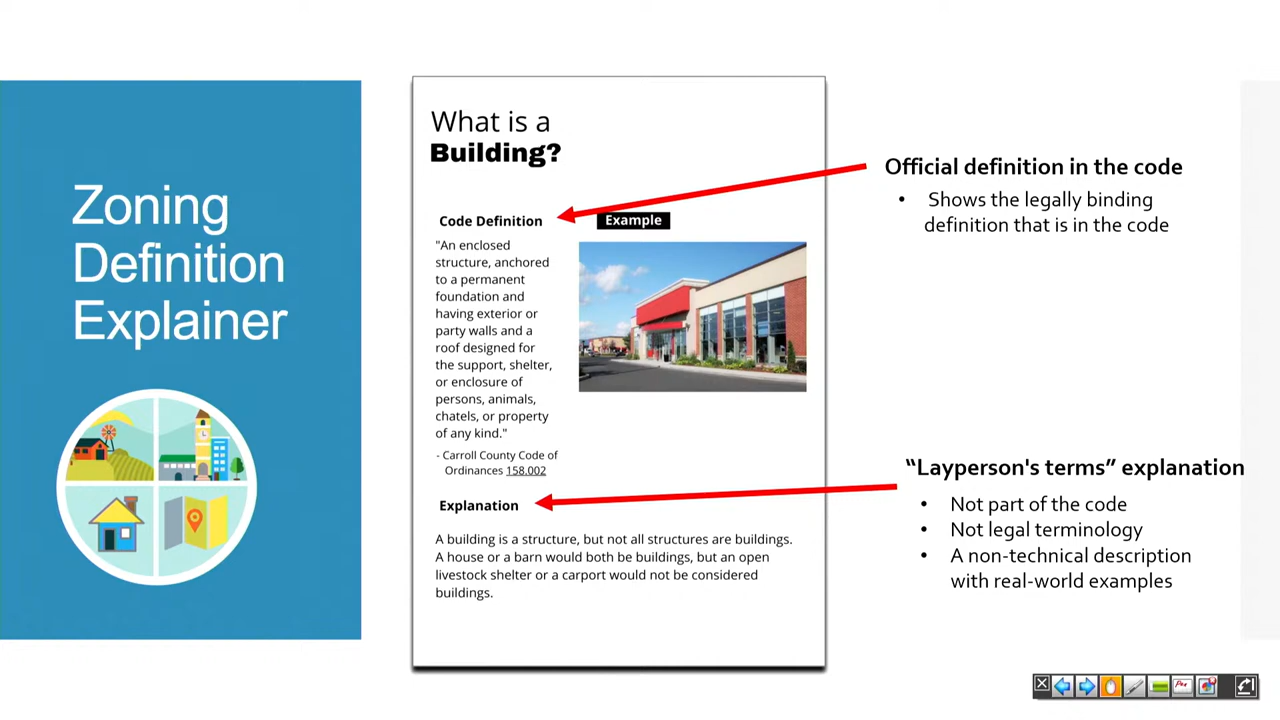 Zoning
Definition
Explainer
What is a
Building?
Code Definition
"An enclosed
structure, anchored
to a permanent
foundation and
having exterior or
party walls and a
roof designed for
the support, shelter,
or enclosure of
persons, animals,
chatels, or property
of any kind."
- Carroll County Code of
Ordinances 158.002
Example
Explanation
A building is a structure, but not all structures are buildings.
A house or a barn would both be buildings, but an open
livestock shelter or a carport would not be considered
buildings.
Official definition in the code
• Shows the legally binding
definition that is in the code
“Layperson's terms” explanation
• Not part of the code
• Not legal terminology
• A non-technical description
with real-world examples